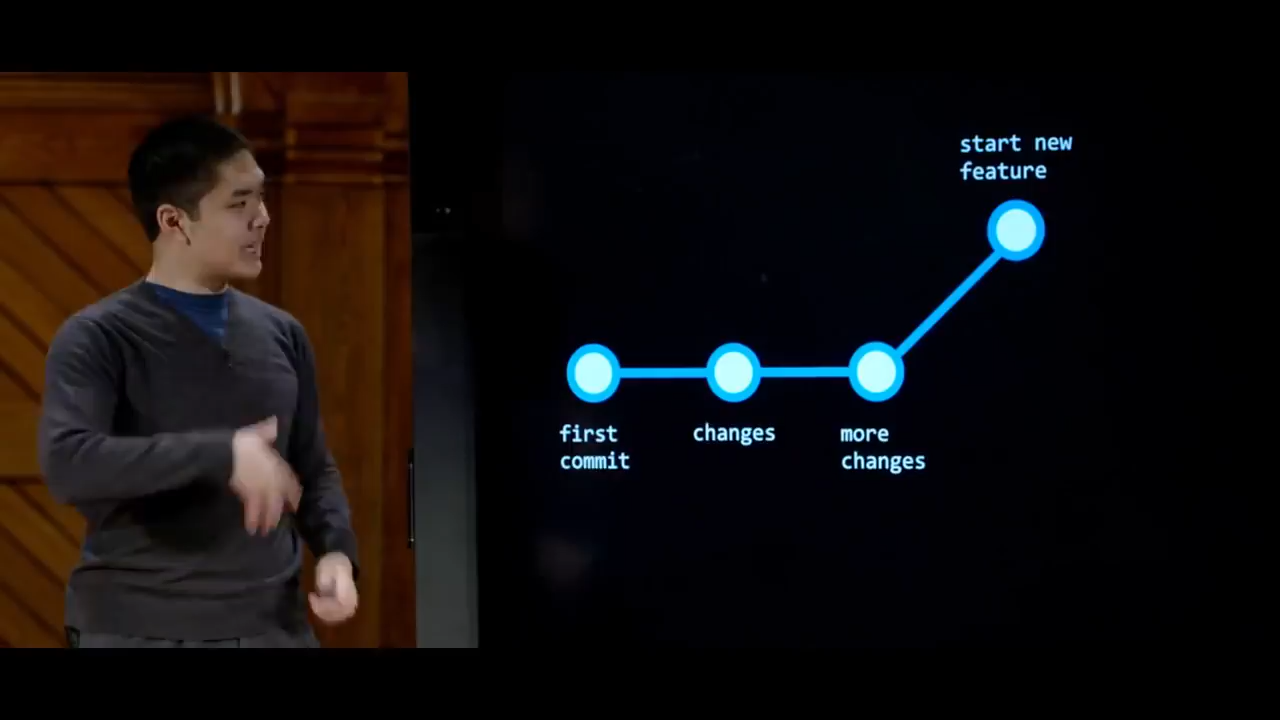 start new
feature
first
commit
changes
more
changes